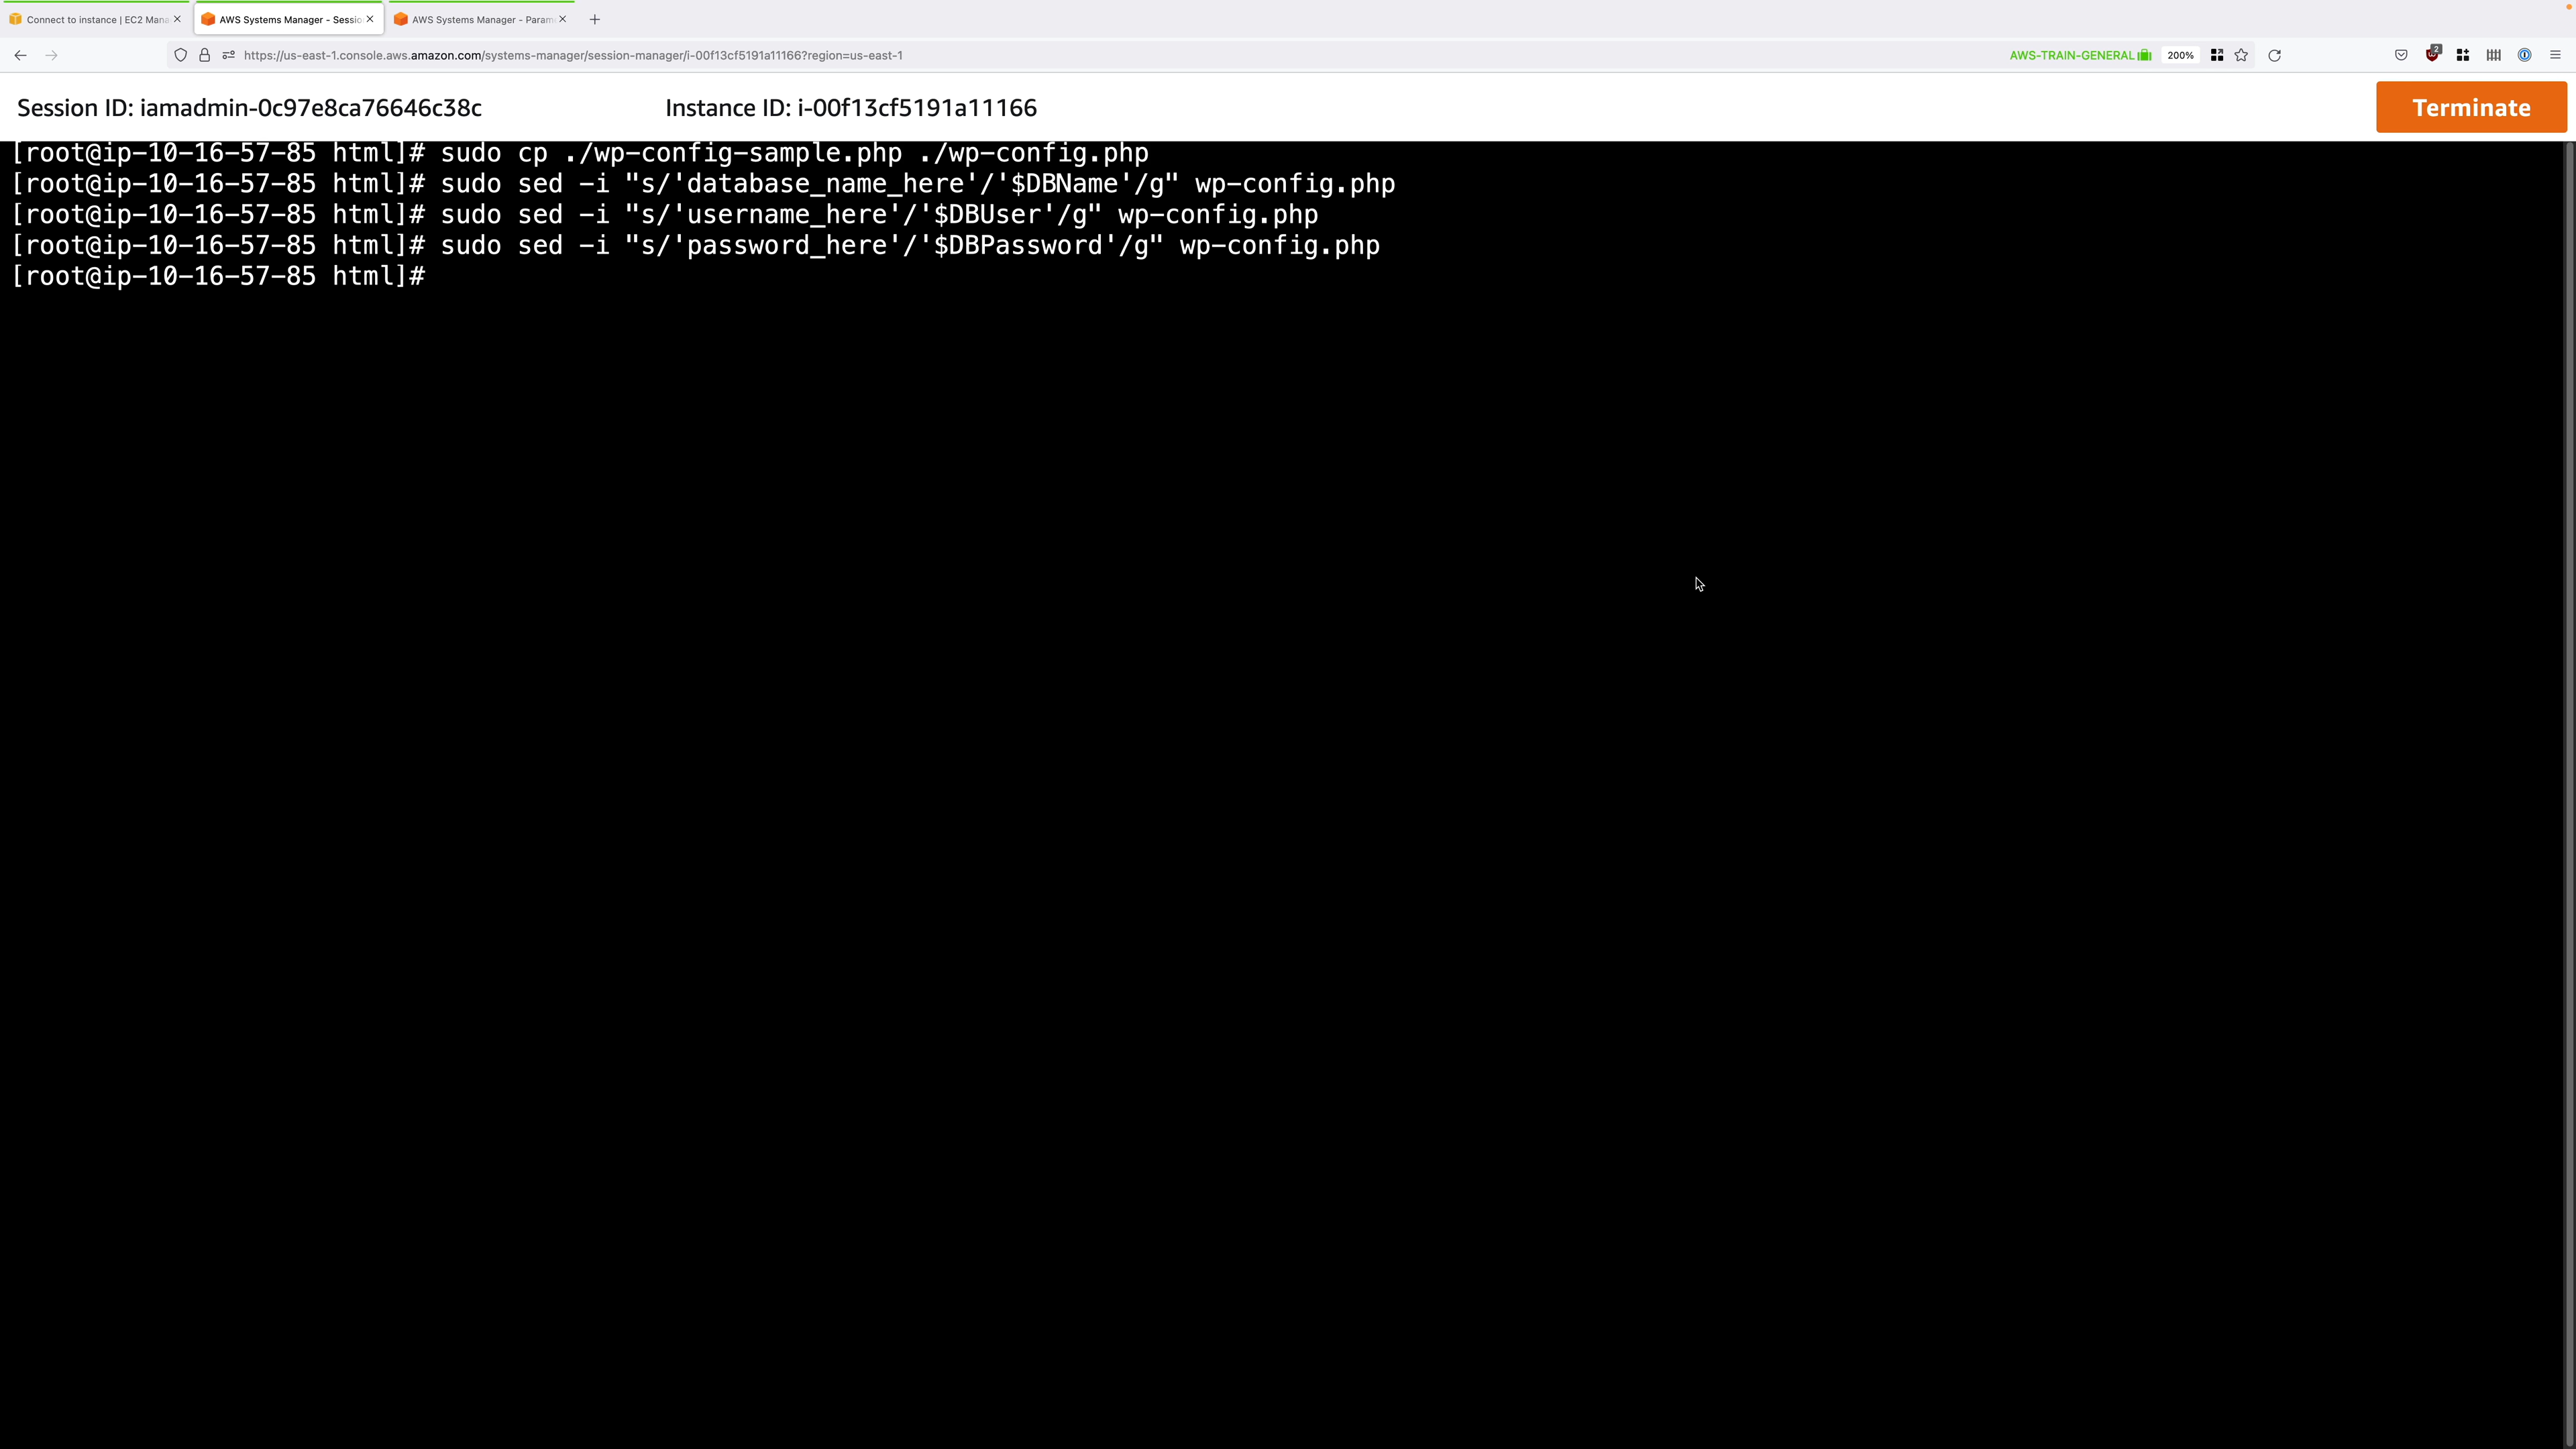 Connect to instance | EC2 Mana
AWS Systems Manager - Sessio
AWS Systems Manager - Param
https://us-east-1.console.aws.amazon.com/systems-manager/session-manager/i-00f13cf5191a11166?region=us-east-1
AWS-TRAIN-GENERAL
200%
2
Session ID: iamadmin-0c97e8ca76646c38c
Instance ID: i-00f13cf5191a11166
Terminate
[root@ip-10-16-57-85 html]# sudo cp ./wp-config-sample.php ./wp-config.php
[root@ip-10-16-57-85 html]# sudo sed -i "s/'database_name_here'/'$DBName'/g" wp-config.php
[root@ip-10-16-57-85 html]# sudo sed -i "s/'username_here'/'$DBUser'/g" wp-config.php
[root@ip-10-16-57-85 html]# sudo sed -i "s/'password_here'/'$DBPassword'/g" wp-config.php
[root@ip-10-16-57-85 html]#